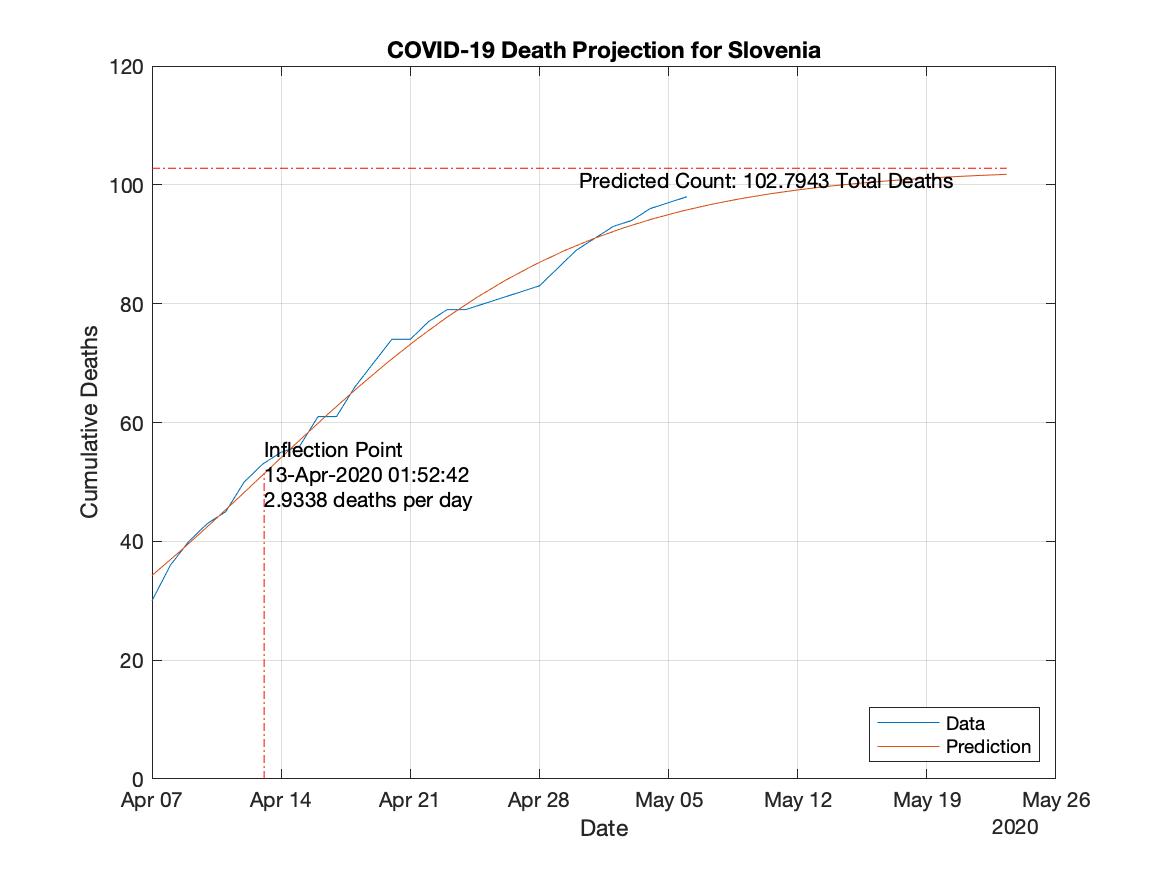 COVID-19 Death Projection for Slovenia
120
100
80
60
40
20
0
Cumulative Deaths
Predicted Count: 102.7943 Total Deaths
Inflection Point
13-Apr-2020 01:52:42
2.9338 deaths per day
Data
Prediction
Apr 07 Apr 14 Apr 21 Apr 28 May 05 May 12 May 19 May 26
Date
2020